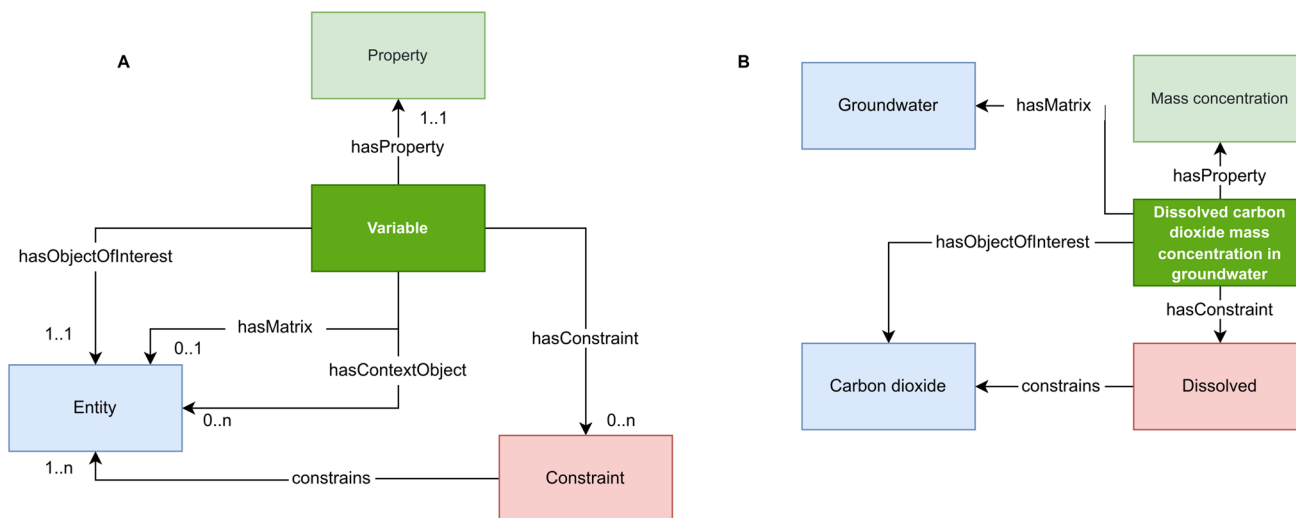 A
Property
1..1
hasProperty
Variable
hasObjectOfInterest
hasMatrix
1..1
0..1
hasConstraint
hasContextObject
Entity
0..n
0..n
1..n
constrains
Constraint
B
Groundwater
hasMatrix
Mass concentration
hasProperty
Dissolved carbon
dioxide mass
concentration in
groundwater
hasObjectOfInterest
hasConstraint
Carbon dioxide
constrains
Dissolved